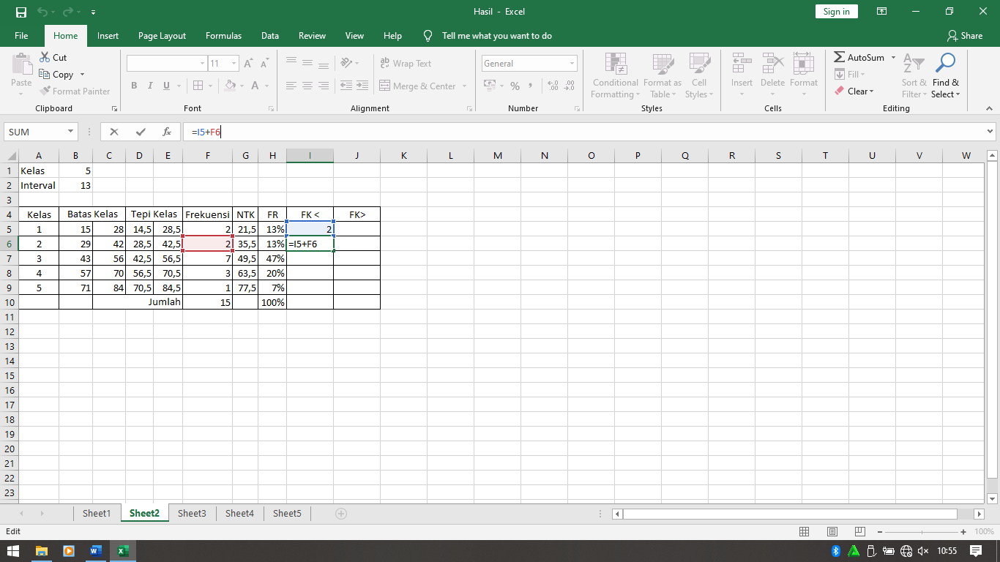 Hasil - Excel
Sign in
File Home Insert Page Layout Formulas Data Review View Help Tell me what you want to do Share
Paste Cut Copy Format Painter Clipboard
11 B I U A A A Font
ab Wrap Text Merge & Center Alignment
General % , Number
Conditional Formatting Format as Table Cell Styles Styles
Insert Delete Format Cells
AutoSum Fill Clear Sort & Filter Find & Select Editing
SUM fx =I5+F6
A B C D E F G H I J K L M N O P Q R S T U V W
1 Kelas 5
2 Interval 13
3
4 Kelas Batas Kelas Tepi Kelas Frekuensi NTK FR FK < FK>
5 1 15 28 14,5 28,5 2 21,5 13% 2
6 2 29 42 28,5 42,5 2 35,5 13% =I5+F6
7 3 43 56 42,5 56,5 7 49,5 47%
8 4 57 70 56,5 70,5 3 63,5 20%
9 5 71 84 70,5 84,5 1 77,5 7%
10 Jumlah 15 100%
11
12
13
14
15
16
17
18
19
20
21
22
23
Sheet1 Sheet2 Sheet3 Sheet4 Sheet5
Edit 100%
10:55